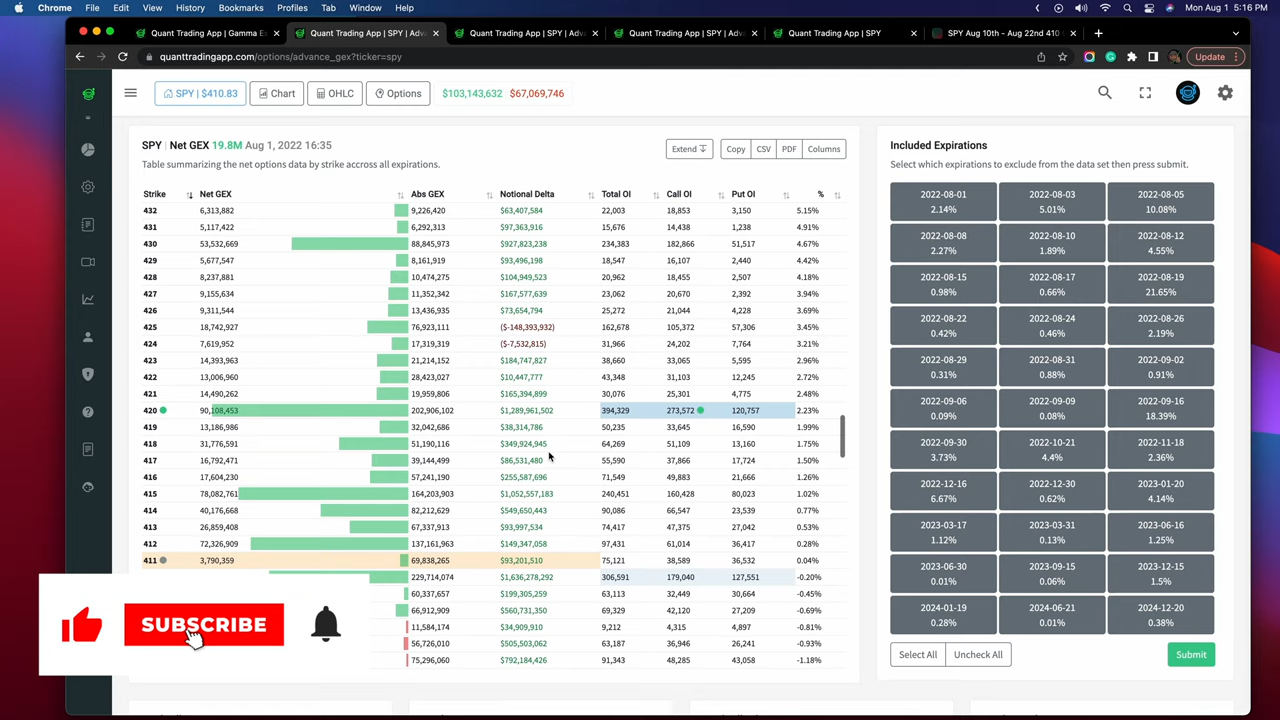 Chrome File Edit View History Bookmarks Profiles Tab Window Help Mon Aug 1 5:16 PM
Quant Trading App | Gamma E Quant Trading App | SPY | Adv Quant Trading App | SPY | Adv Quant Trading App | SPY | Adv Quant Trading App | SPY SPY Aug 10th - Aug 22nd 410
quanttradingapp.com/options/advance_gex?ticker=spy Update
SPY | $410.83 Chart OHLC Options $103,143,632 $67,069,746
SPY | Net GEX 19.8M Aug 1, 2022 16:35
Extend Copy CSV PDF Columns
Table summarizing the net options data by strike accross all expirations.
Strike Net GEX Abs GEX Notional Delta Total OI Call OI Put OI %
432 6,313,882 9,226,420 $63,407,584 22,003 18,853 3,150 5.15%
431 5,117,422 6,292,313 $97,363,916 15,676 14,438 1,238 4.91%
430 53,532,669 88,845,973 $927,823,238 234,383 182,866 51,517 4.67%
429 5,677,547 8,161,919 $93,496,198 18,547 16,107 2,440 4.42%
428 8,237,881 10,474,275 $104,949,523 20,962 18,455 2,507 4.18%
427 9,155,634 11,352,342 $167,577,639 23,062 20,670 2,392 3.94%
426 9,311,544 13,436,935 $73,654,794 25,272 21,044 4,228 3.69%
425 18,742,927 76,923,111 ($-148,393,932) 162,678 105,372 57,306 3.45%
424 7,619,952 17,319,319 ($-7,532,815) 31,966 24,202 7,764 3.21%
423 14,393,963 21,214,152 $184,747,827 38,660 33,065 5,595 2.96%
422 13,006,960 28,423,027 $10,447,777 43,348 31,103 12,245 2.72%
421 14,490,262 20,959,806 $165,394,899 30,076 25,301 4,775 2.48%
420 90,108,453 202,906,102 $1,289,961,502 394,329 273,572 120,757 2.23%
419 13,186,986 32,042,686 $38,314,786 50,235 33,645 16,590 1.99%
418 31,776,591 51,190,116 $349,924,945 64,269 51,109 13,160 1.75%
417 16,792,471 39,144,499 $86,531,480 55,590 37,866 17,724 1.50%
416 17,604,230 57,241,190 $255,587,696 71,549 49,883 21,666 1.26%
415 78,082,761 164,203,903 $1,052,557,183 240,451 160,428 80,023 1.02%
414 40,176,668 82,212,629 $549,650,443 90,086 66,547 23,539 0.77%
413 26,859,408 67,337,913 $93,997,534 74,417 47,375 27,042 0.53%
412 72,326,909 137,161,963 $149,347,058 97,431 61,014 36,417 0.28%
411 3,790,359 69,838,265 $93,201,510 75,121 38,589 36,532 0.04%
229,714,074 $1,636,278,292 306,591 179,040 127,551 -0.20%
60,337,657 $199,305,259 63,113 32,449 30,664 -0.45%
66,912,909 $560,731,350 69,329 42,120 27,209 -0.69%
11,584,174 $34,909,910 9,212 4,315 4,897 -0.81%
56,726,010 $505,503,062 63,187 36,946 26,241 -0.93%
75,296,060 $792,184,426 91,343 48,285 43,058 -1.18%
SUBSCRIBE
Included Expirations
Select which expirations to exclude from the data set then press submit.
2022-08-01 2022-08-03 2022-08-05
2.14% 5.01% 10.08%
2022-08-08 2022-08-10 2022-08-12
2.27% 1.89% 4.55%
2022-08-15 2022-08-17 2022-08-19
0.98% 0.66% 21.65%
2022-08-22 2022-08-24 2022-08-26
0.42% 0.46% 2.19%
2022-08-29 2022-08-31 2022-09-02
0.31% 0.88% 0.91%
2022-09-06 2022-09-09 2022-09-16
0.09% 0.08% 18.39%
2022-09-30 2022-10-21 2022-11-18
3.73% 4.4% 2.36%
2022-12-16 2022-12-30 2023-01-20
6.67% 0.62% 4.14%
2023-03-17 2023-03-31 2023-06-16
1.12% 0.13% 1.25%
2023-06-30 2023-09-15 2023-12-15
0.01% 0.06% 1.5%
2024-01-19 2024-06-21 2024-12-20
0.28% 0.01% 0.38%
Select All Uncheck All Submit